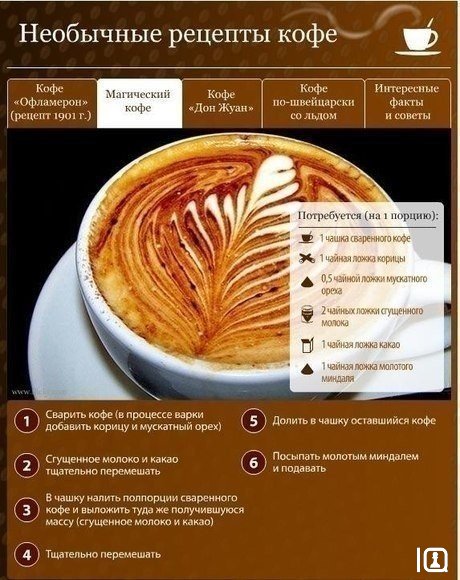 Необычные рецепты кофе
Кофе
«Офламерон»
(рецепт 1901 г.)
Магический
кофе
Кофе
«Дон Жуан»
Кофе
по-швейцарски
со льдом
Интересные
факты
и советы
Потребуется (на 1 порцию):
1 чашка сваренного кофе
1 чайная ложка корицы
0,5 чайной ложки мускатного
ореха
2 чайных ложки сгущенного
молока
1 чайная ложка какао
1 чайная ложка молотого
миндаля
1 Сварить кофе (в процессе варки
добавить корицу и мускатный орех)
2 Сгущенное молоко и какао
тщательно перемешать
3 В чашку налить полпорции сваренного
кофе и выложить туда же получившуюся
массу (сгущенное молоко и какао)
4 Тщательно перемешать
5 Долить в чашку оставшийся кофе
6 Посыпать молотым миндалем
и подавать